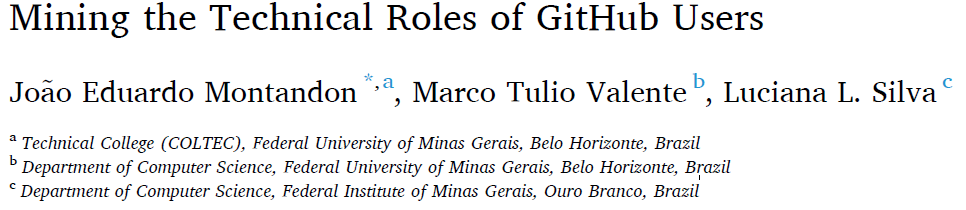 Mining the Technical Roles of GitHub Users
João Eduardo Montandon *,a, Marco Tulio Valente b, Luciana L. Silva c
a Technical College (COLTEC), Federal University of Minas Gerais, Belo Horizonte, Brazil
b Department of Computer Science, Federal University of Minas Gerais, Belo Horizonte, Brazil
c Department of Computer Science, Federal Institute of Minas Gerais, Ouro Branco, Brazil